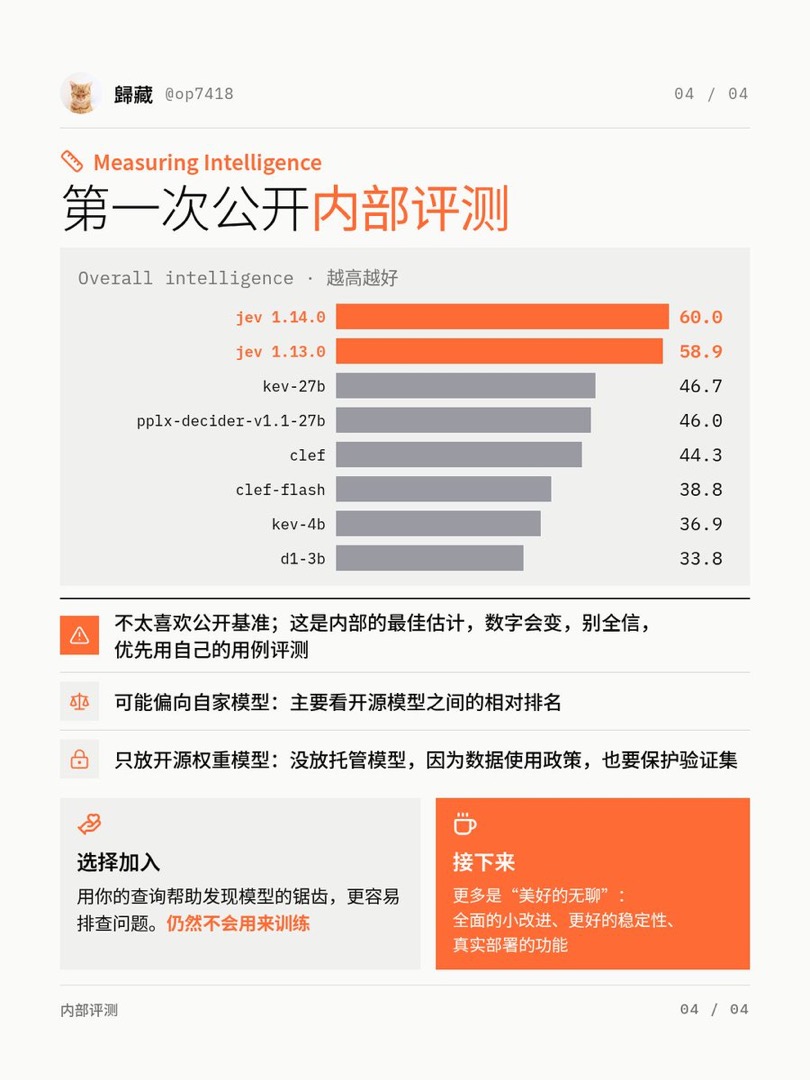 歸藏 @op7418 04 / 04
Measuring Intelligence
第一次公开内部评测
Overall intelligence · 越高越好
jev 1.14.0 60.0
jev 1.13.0 58.9
kev-27b 46.7
pplx-decider-v1.1-27b 46.0
clef 44.3
clef-flash 38.8
kev-4b 36.9
d1-3b 33.8
不太喜欢公开基准；这是内部的最佳估计，数字会变，别全信，
优先用自己的用例评测
可能偏向自家模型：主要看开源模型之间的相对排名
只放开源权重模型：没放托管模型，因为数据使用政策，也要保护验证集
选择加入
用你的查询帮助发现模型的锯齿，更容易
排查问题。仍然不会用来训练
接下来
更多是“美好的无聊”：
全面的小改进、更好的稳定性、
真实部署的功能
内部评测 04 / 04